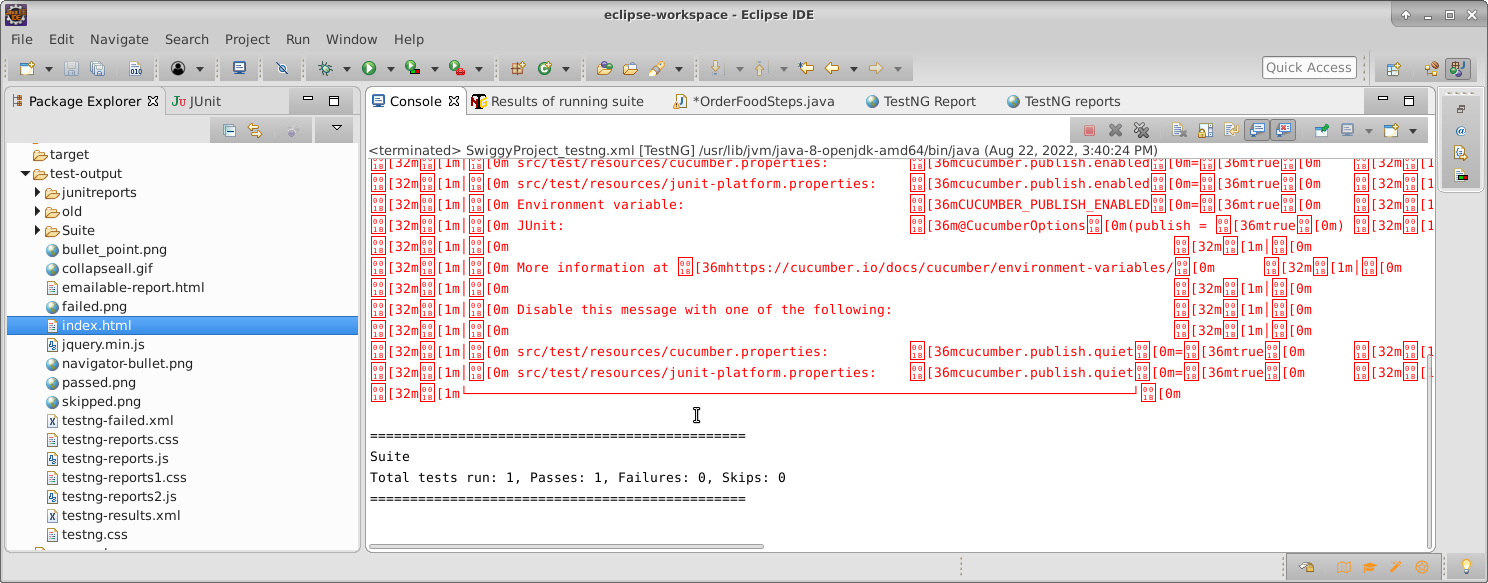 eclipse-workspace - Eclipse IDE
File Edit Navigate Search Project Run Window Help
Quick Access
Package Explorer JUnit
Console Results of running suite *OrderFoodSteps.java TestNG Report TestNG reports
<terminated> SwiggyProject_testng.xml [TestNG] /usr/lib/jvm/java-8-openjdk-amd64/bin/java (Aug 22, 2022, 3:40:24 PM)
target
test-output
junitreports
old
Suite
bullet_point.png
collapseall.gif
emailable-report.html
failed.png
index.html
jquery.min.js
navigator-bullet.png
passed.png
skipped.png
testng-failed.xml
testng-reports.css
testng-reports.js
testng-reports1.css
testng-reports2.js
testng-results.xml
testng.css
[32m[1m|[0m src/test/resources/cucumber.properties: [36mcucumber.publish.enabled[0m=[36mtrue[0m [32m[1
[32m[1m|[0m src/test/resources/junit-platform.properties: [36mcucumber.publish.enabled[0m=[36mtrue[0m [32m[1
[32m[1m|[0m Environment variable: [36mCUCUMBER_PUBLISH_ENABLED[0m=[36mtrue[0m [32m[1
[32m[1m|[0m JUnit: [36m@CucumberOptions[0m(publish = [36mtrue[0m) [32m[1
[32m[1m|[0m [32m[1m|[0m
[32m[1m|[0m More information at [36mhttps://cucumber.io/docs/cucumber/environment-variables/[0m [32m[1m|[0m
[32m[1m|[0m [32m[1m|[0m
[32m[1m|[0m Disable this message with one of the following: [32m[1m|[0m
[32m[1m|[0m [32m[1m|[0m
[32m[1m|[0m src/test/resources/cucumber.properties: [36mcucumber.publish.quiet[0m=[36mtrue[0m [32m[1
[32m[1m|[0m src/test/resources/junit-platform.properties: [36mcucumber.publish.quiet[0m=[36mtrue[0m [32m[1
[32m[1m [0m
===============================================
Suite
Total tests run: 1, Passes: 1, Failures: 0, Skips: 0
===============================================